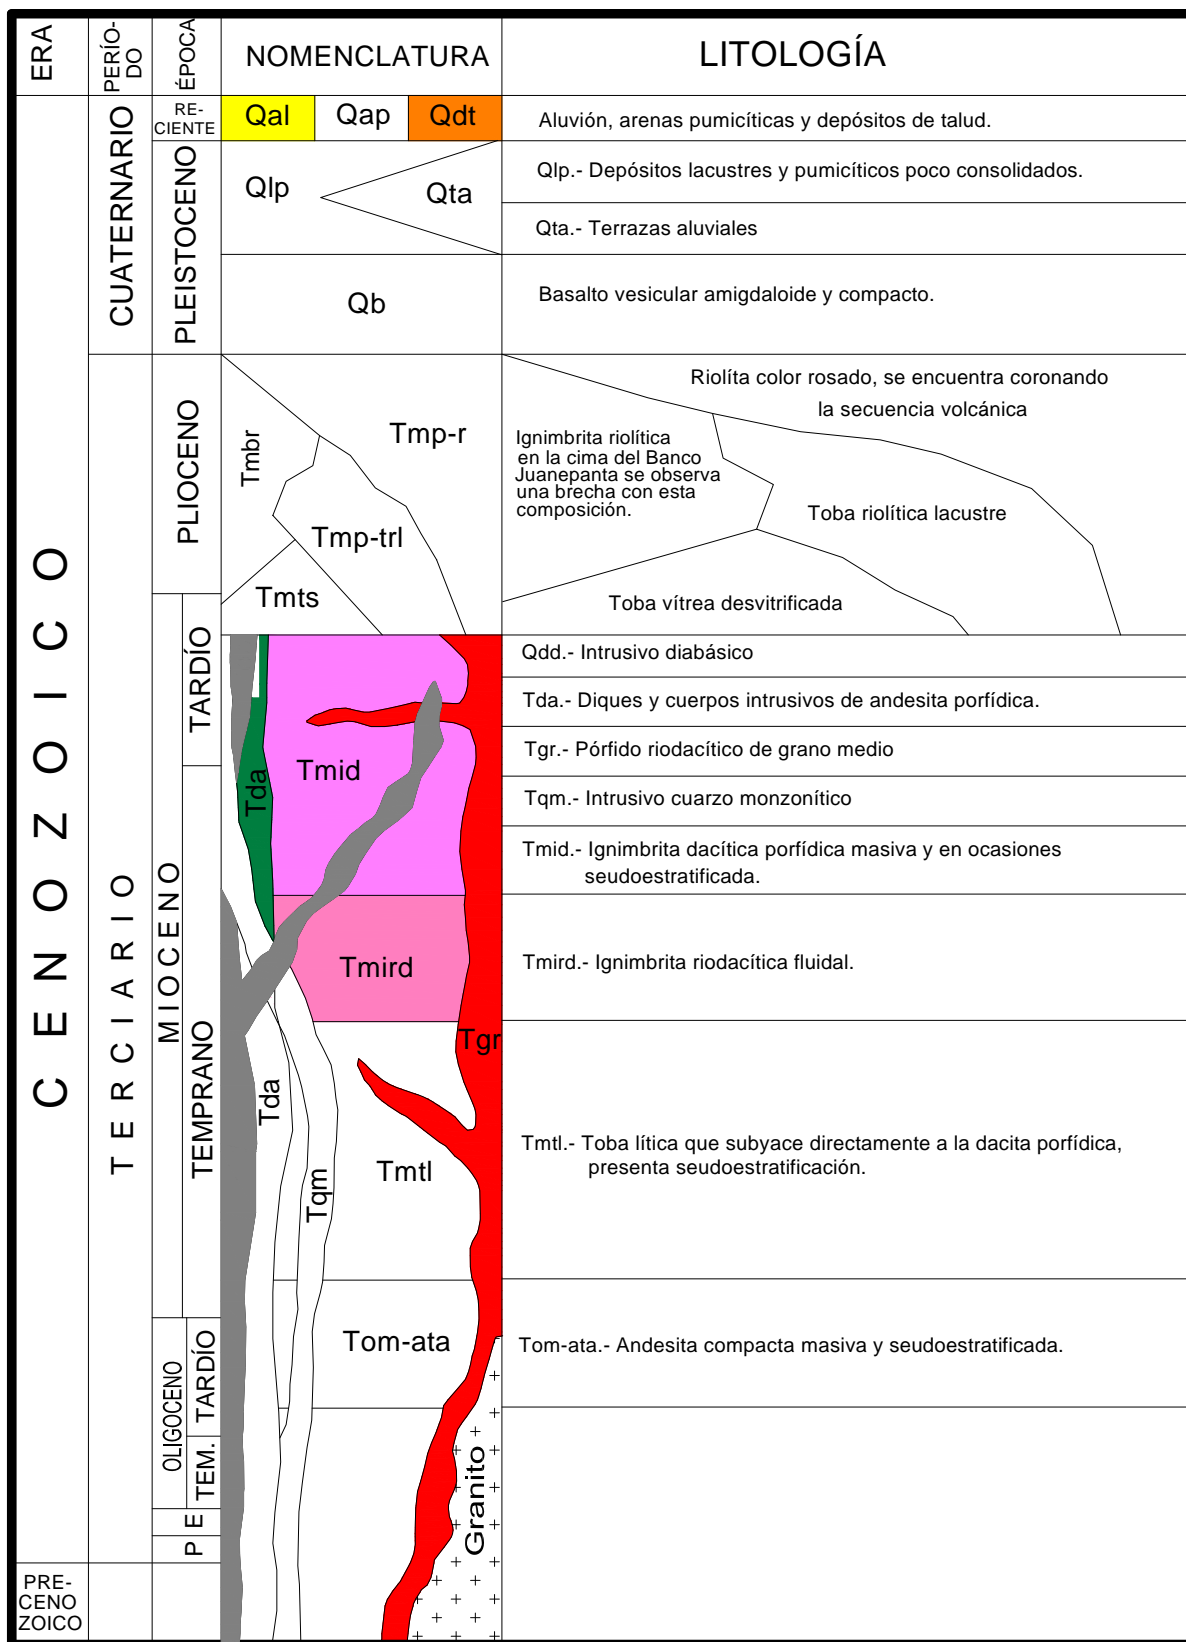 ERA
PERÍO-
DO
ÉPOCA
NOMENCLATURA
LITOLOGÍA
CENOZOICO
CUATERNARIO
RE-
CIENTE
Qal
Qap
Qdt
Aluvión, arenas pumicíticas y depósitos de talud.
PLEISTOCENO
Qlp
Qta
Qlp.- Depósitos lacustres y pumicíticos poco consolidados.
Qta.- Terrazas aluviales
Qb
Basalto vesicular amigdaloide y compacto.
TERCIARIO
PLIOCENO
Tmbr
Tmp-r
Tmp-trl
Tmts
Riolíta color rosado, se encuentra coronando
la secuencia volcánica
Ignimbrita riolítica
en la cima del Banco
Juanepanta se observa
una brecha con esta
composición.
Toba riolítica lacustre
Toba vítrea desvitrificada
MIOCENO
TARDÍO
Qdd.- Intrusivo diabásico
Tda.- Diques y cuerpos intrusivos de andesita porfídica.
Tgr.- Pórfido riodacítico de grano medio
Tda
Tmid
Tqm.- Intrusivo cuarzo monzonítico
Tmid.- Ignimbrita dacítica porfídica masiva y en ocasiones
seudoestratificada.
TEMPRANO
Tmird
Tmird.- Ignimbrita riodacítica fluidal.
Tgr
Tda
Tqm
Tmtl
Tmtl.- Toba lítica que subyace directamente a la dacita porfídica,
presenta seudoestratificación.
OLIGOCENO
TARDÍO
Tom-ata
Tom-ata.- Andesita compacta masiva y seudoestratificada.
TEM.
Granito
E
P
PRE-
CENO
ZOICO